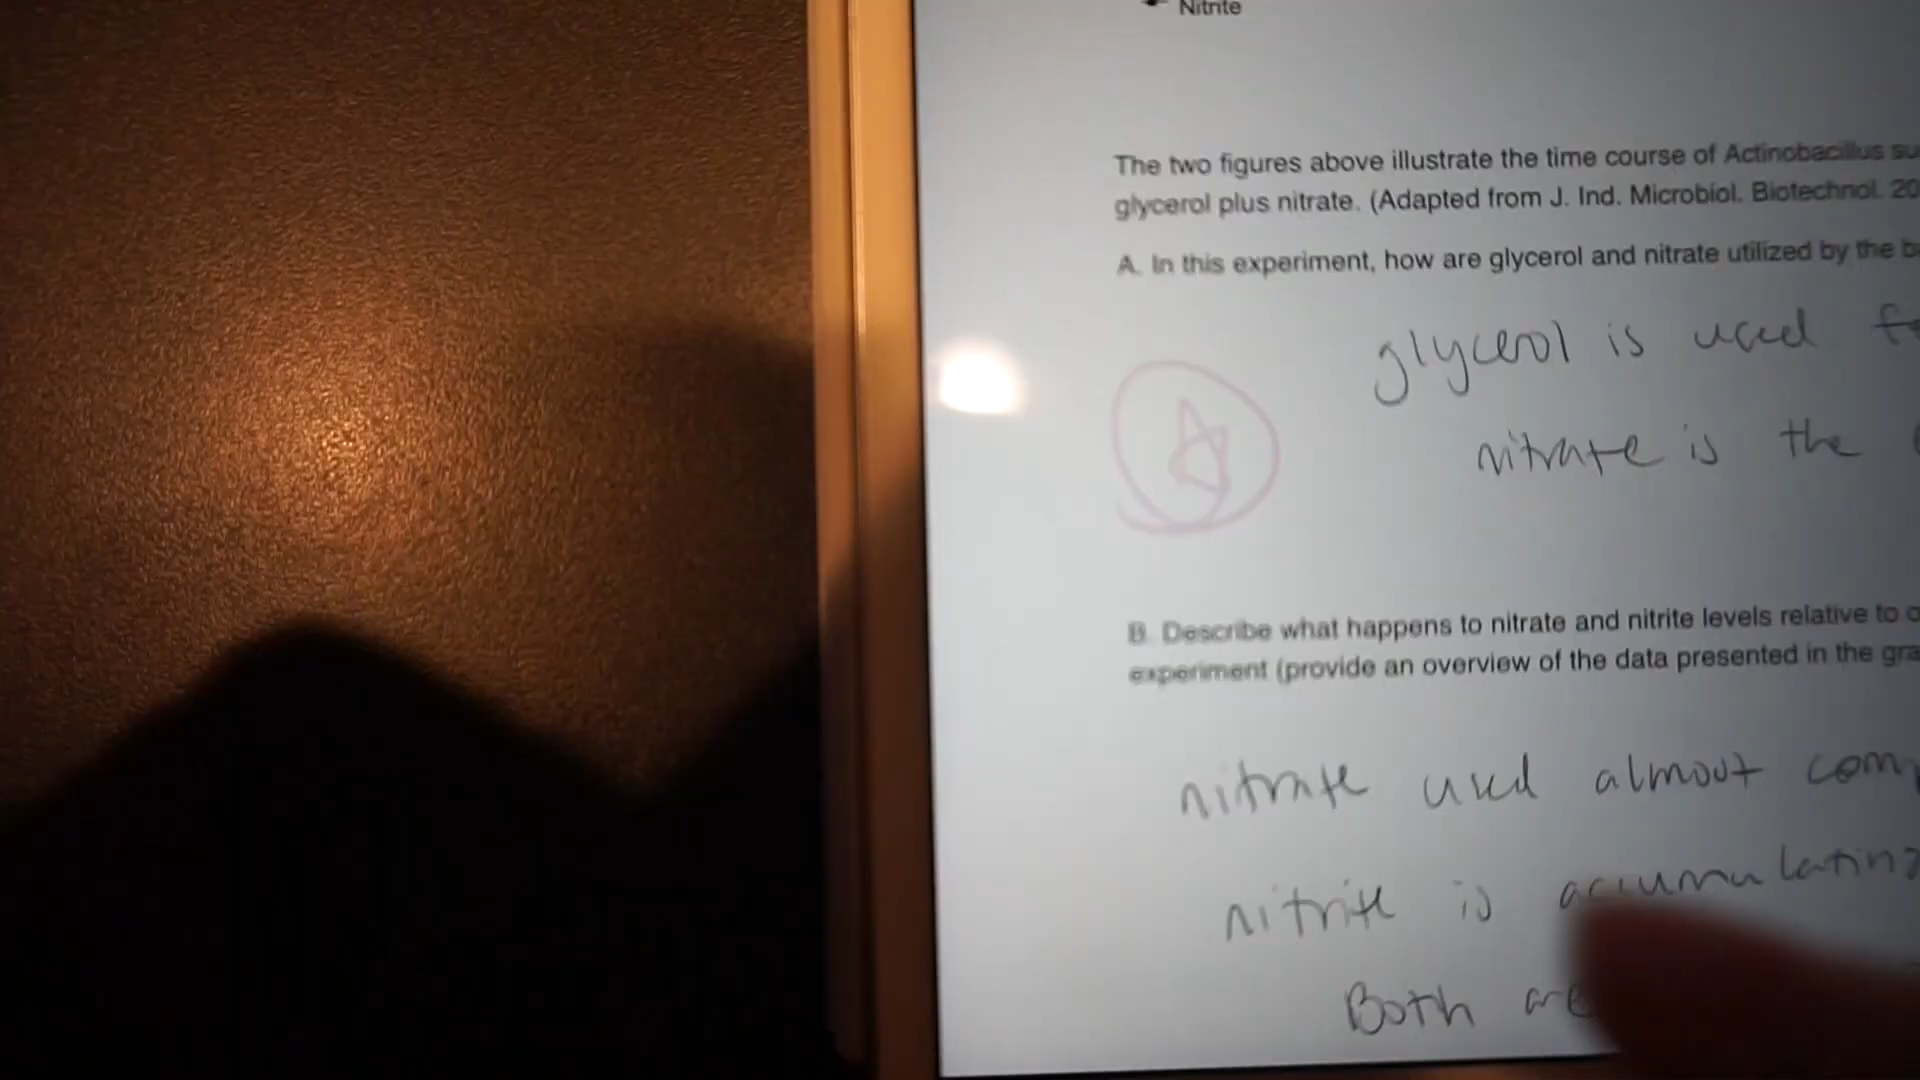 Nitrite
The two figures above illustrate the time course of Actinobacillus
glycerol plus nitrate. (Adapted from J. Ind. Microbiol. Biotechnol. 20
A. In this experiment, how are glycerol and nitrate utilized by the
glycerol is used
nitrate is the
B. Describe what happens to nitrate and nitrite levels relative to
experiment (provide an overview of the data presented in the
nitrate used almost
nitrite is accumulating
Both are